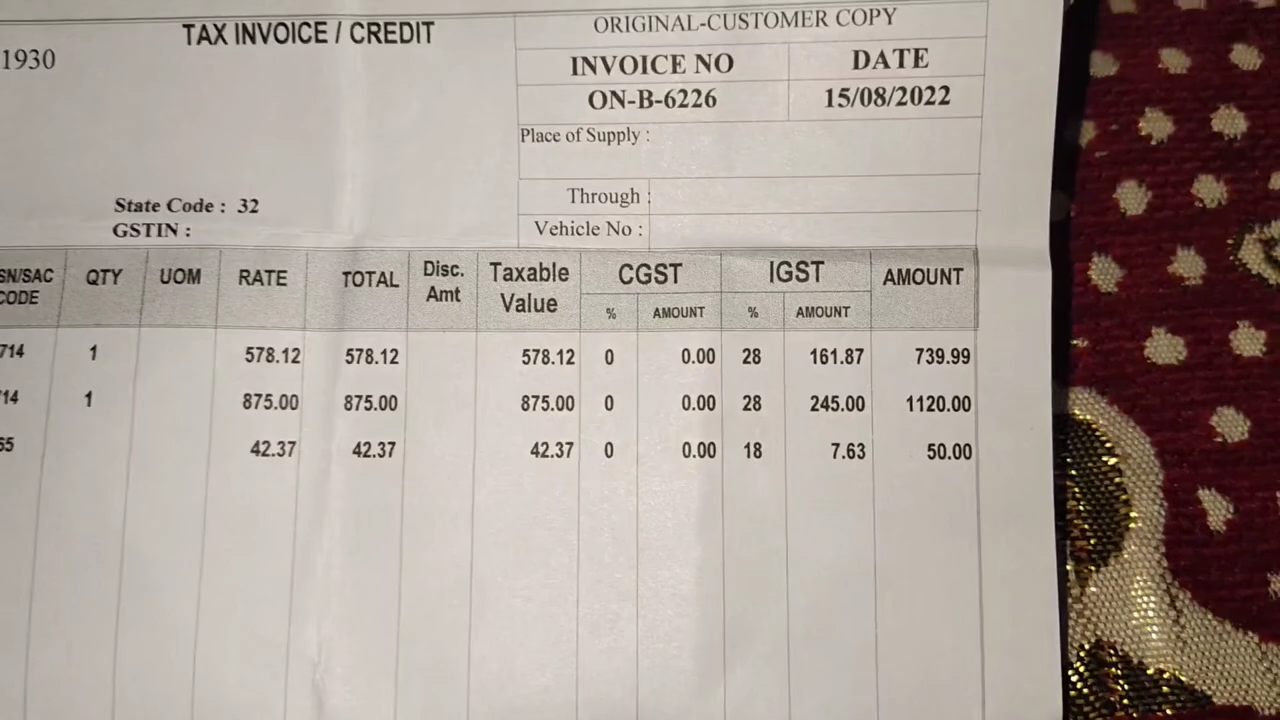 TAX INVOICE / CREDIT
ORIGINAL-CUSTOMER COPY
1930
INVOICE NO DATE
ON-B-6226 15/08/2022
Place of Supply :
Through :
Vehicle No :
State Code : 32
GSTIN :
SN/SAC CODE QTY UOM RATE TOTAL Disc. Amt Taxable Value CGST IGST AMOUNT
% AMOUNT % AMOUNT
714 1 578.12 578.12 578.12 0 0.00 28 161.87 739.99
14 1 875.00 875.00 875.00 0 0.00 28 245.00 1120.00
65 42.37 42.37 42.37 0 0.00 18 7.63 50.00